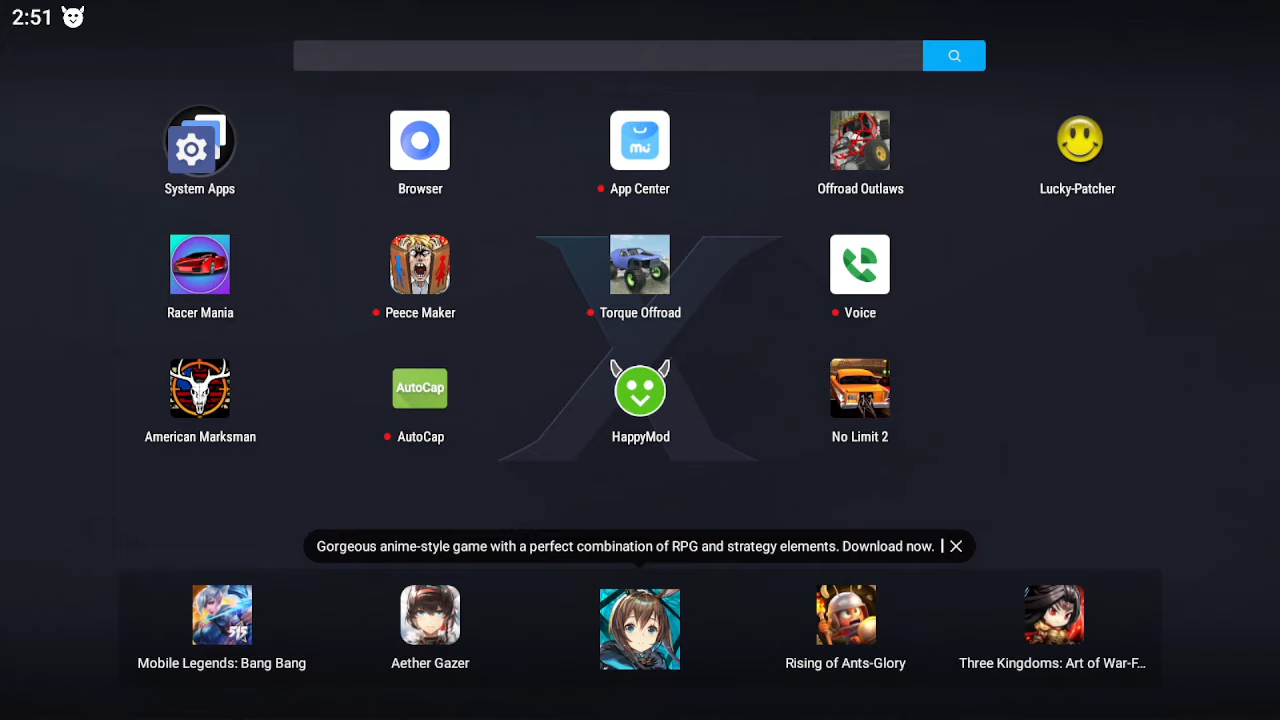 2:51
System Apps
Browser
mu
App Center
Offroad Outlaws
Lucky-Patcher
Racer Mania
Peece Maker
Torque Offroad
Voice
American Marksman
AutoCap
AutoCap
HappyMod
No Limit 2
Gorgeous anime-style game with a perfect combination of RPG and strategy elements. Download now.
515
Mobile Legends: Bang Bang
Aether Gazer
Rising of Ants-Glory
Three Kingdoms: Art of War-F...